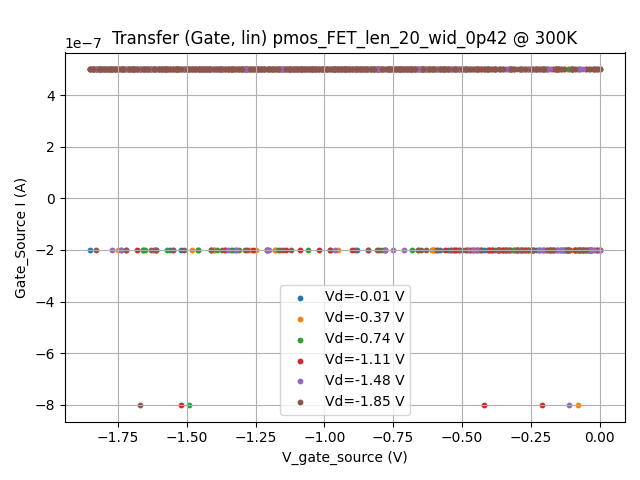 Transfer (Gate, lin) pmos_FET_len_20_wid_0p42 @ 300K
1e−7
4
2
0
−2
−4
−6
−8
Gate_Source I (A)
Vd=-0.01 V
Vd=-0.37 V
Vd=-0.74 V
Vd=-1.11 V
Vd=-1.48 V
Vd=-1.85 V
−1.75 −1.50 −1.25 −1.00 −0.75 −0.50 −0.25 0.00
V_gate_source (V)